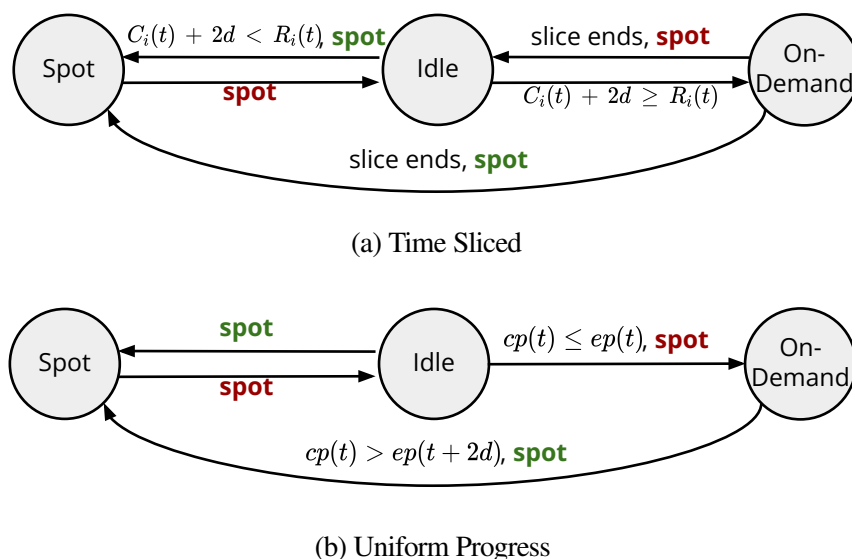 C_i(t) + 2d < R_i(t), spot
slice ends, spot
Spot
Idle
On-
Demand
spot
C_i(t) + 2d ≥ R_i(t)
slice ends, spot
(a) Time Sliced
spot
cp(t) ≤ ep(t), spot
Spot
Idle
On-
Demand
spot
cp(t) > ep(t + 2d), spot
(b) Uniform Progress